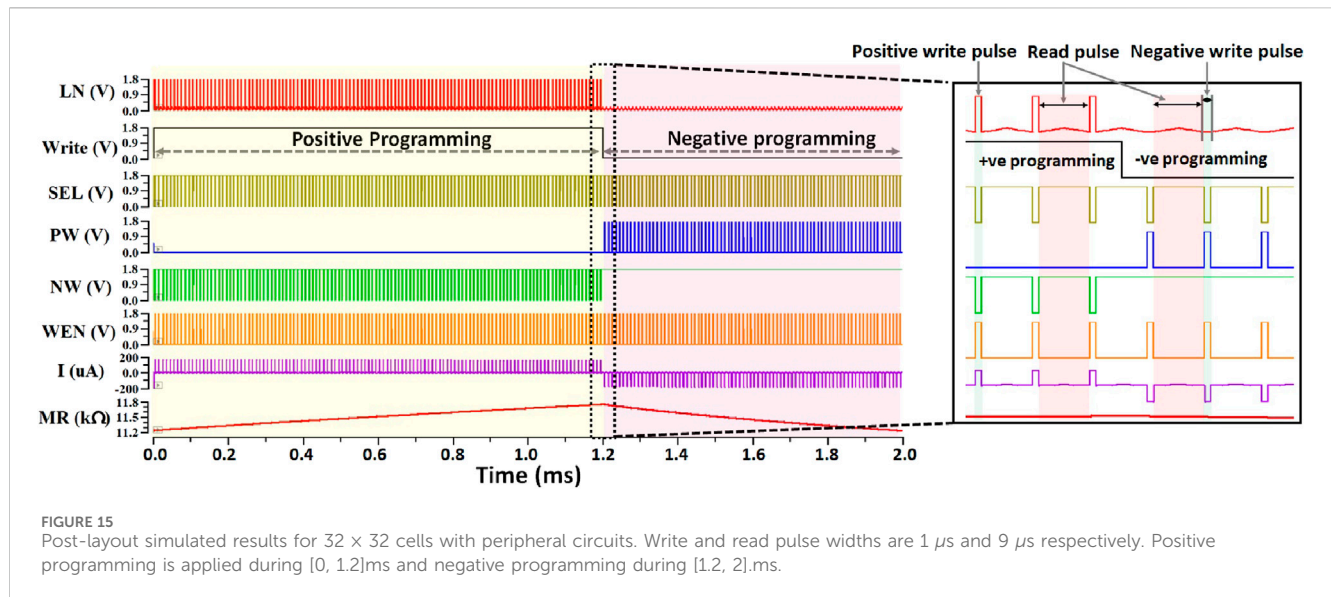 Positive write pulse
Read pulse
Negative write pulse
LN (V)
1.8
0.9
0.0
Write (V)
1.8
0.9
0.0
Positive Programming
Negative programming
SEL (V)
1.8
0.9
0.0
PW (V)
1.8
0.9
0.0
NW (V)
1.8
0.9
0.0
WEN (V)
1.8
0.9
0.0
I (uA)
200
0.0
-200
MR (kΩ)
11.8
11.5
11.2
0.0 0.2 0.4 0.6 0.8 1.0 1.2 1.4 1.6 1.8 2.0
Time (ms)
+ve programming
-ve programming
FIGURE 15
Post-layout simulated results for 32 × 32 cells with peripheral circuits. Write and read pulse widths are 1 μs and 9 μs respectively. Positive
programming is applied during [0, 1.2]ms and negative programming during [1.2, 2].ms.